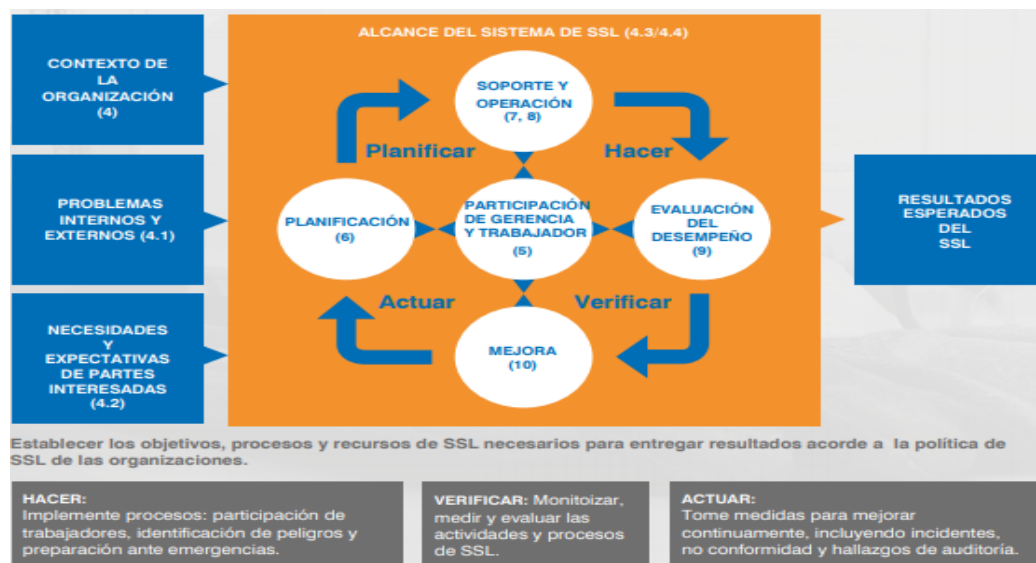 ALCANCE DEL SISTEMA DE SSL (4.3/4.4)
CONTEXTO DE
LA
ORGANIZACIÓN
(4)
PROBLEMAS
INTERNOS Y
EXTERNOS (4.1)
NECESIDADES
Y
EXPECTATIVAS
DE PARTES
INTERESADAS
(4.2)
SOPORTE Y
OPERACIÓN
(7, 8)
Planificar
Hacer
PLANIFICACIÓN
(6)
PARTICIPACIÓN
DE GERENCIA
Y TRABAJADOR
(5)
EVALUACIÓN
DEL
DESEMPEÑO
(9)
Actuar
Verificar
MEJORA
(10)
RESULTADOS
ESPERADOS
DEL
SSL
Establecer los objetivos, procesos y recursos de SSL necesarios para entregar resultados acorde a la política de
SSL de las organizaciones.
HACER:
Implemente procesos: participación de
trabajadores, identificación de peligros y
preparación ante emergencias.
VERIFICAR: Monitoizar,
medir y evaluar las
actividades y procesos
de SSL.
ACTUAR:
Tome medidas para mejorar
continuamente, incluyendo incidentes,
no conformidad y hallazgos de auditoría.